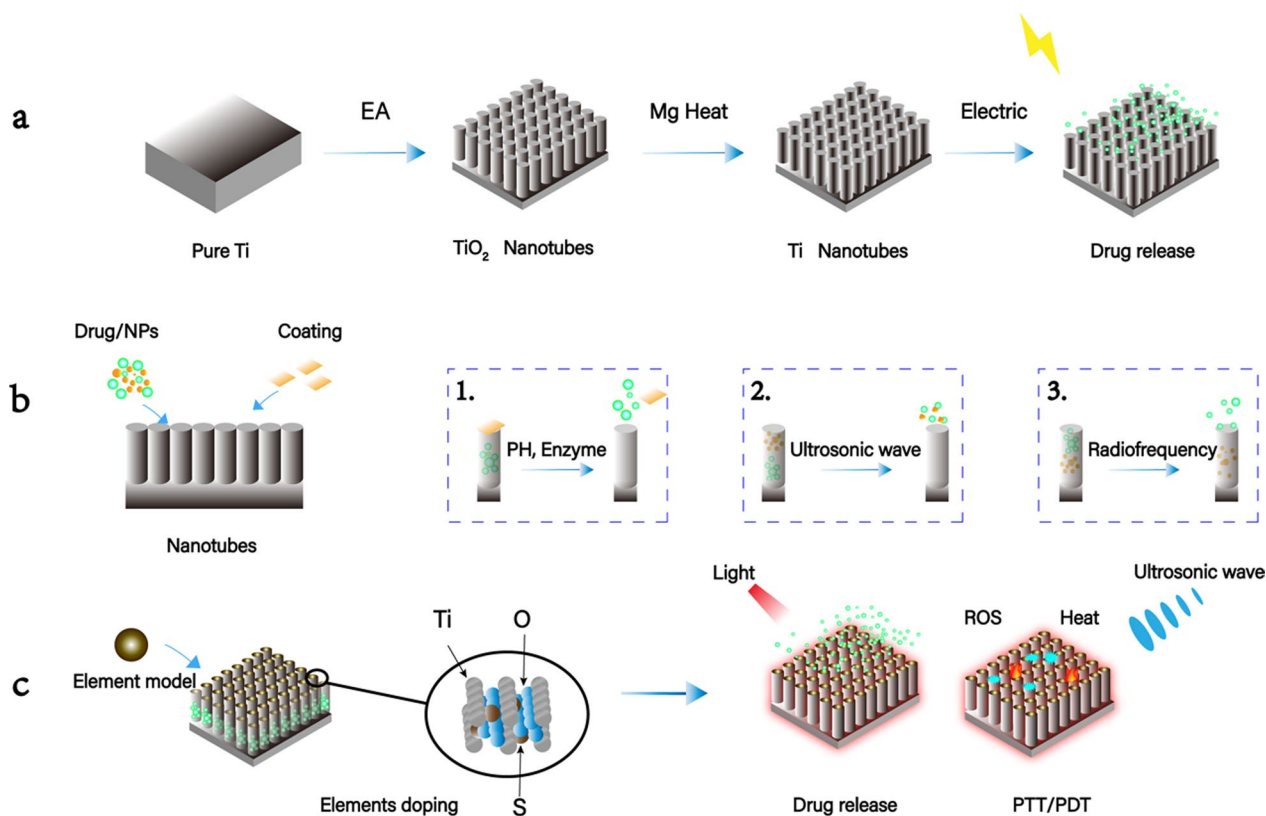 a
EA
Mg Heat
Electric
Pure Ti
TiO₂ Nanotubes
Ti Nanotubes
Drug release
b
Drug/NPs
Coating
Nanotubes
1.
PH, Enzyme
2.
Ultrosonic wave
3.
Radiofrequency
c
Element model
Ti
O
S
Elements doping
Light
Drug release
ROS
Heat
Ultrosonic wave
PTT/PDT